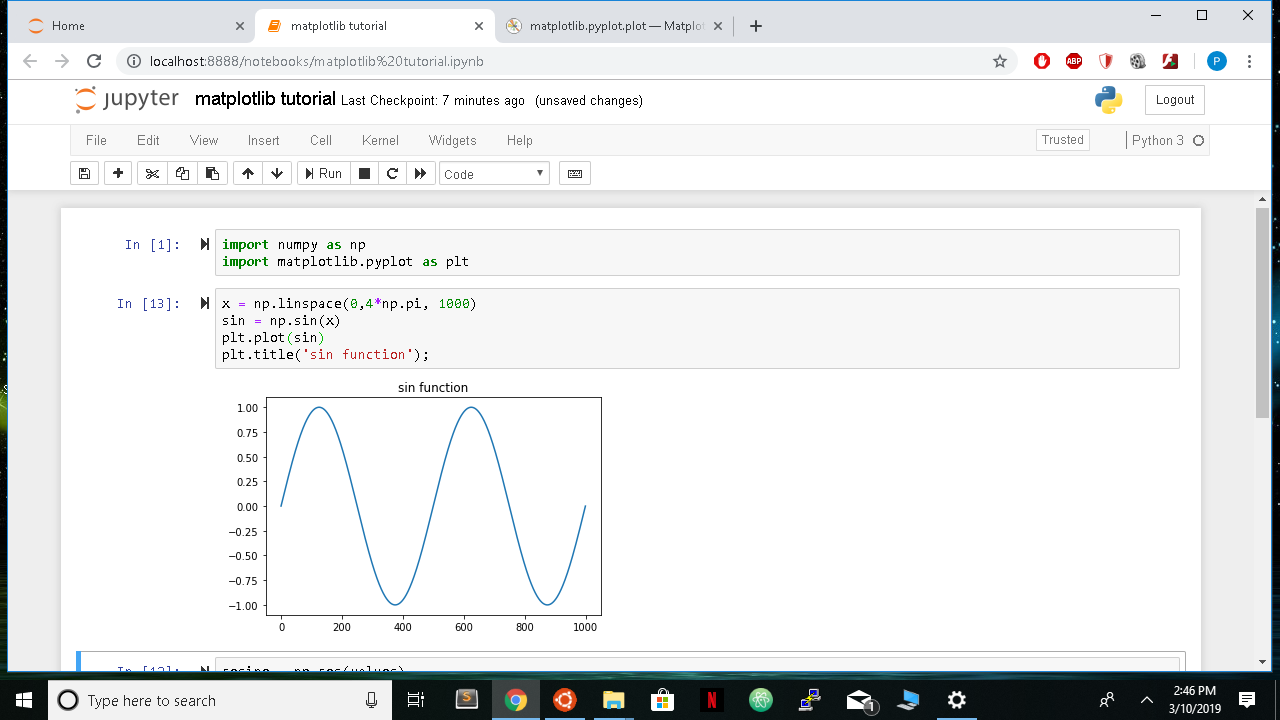 Home
matplotlib tutorial
matplotlib.pyplot.plot — Matplot
localhost:8888/notebooks/matplotlib%20tutorial.ipynb
ABP
P
jupyter matplotlib tutorial Last Checkpoint: 7 minutes ago (unsaved changes)
Logout
File Edit View Insert Cell Kernel Widgets Help
Trusted
Python 3
Run
Code
In [1]:
import numpy as np
import matplotlib.pyplot as plt
In [13]:
x = np.linspace(0,4*np.pi, 1000)
sin = np.sin(x)
plt.plot(sin)
plt.title('sin function');
sin function
1.00
0.75
0.50
0.25
0.00
−0.25
−0.50
−0.75
−1.00
0 200 400 600 800 1000
In [12]:
cosine = np.cos(values)
Type here to search
S
N
1
2:46 PM
3/10/2019